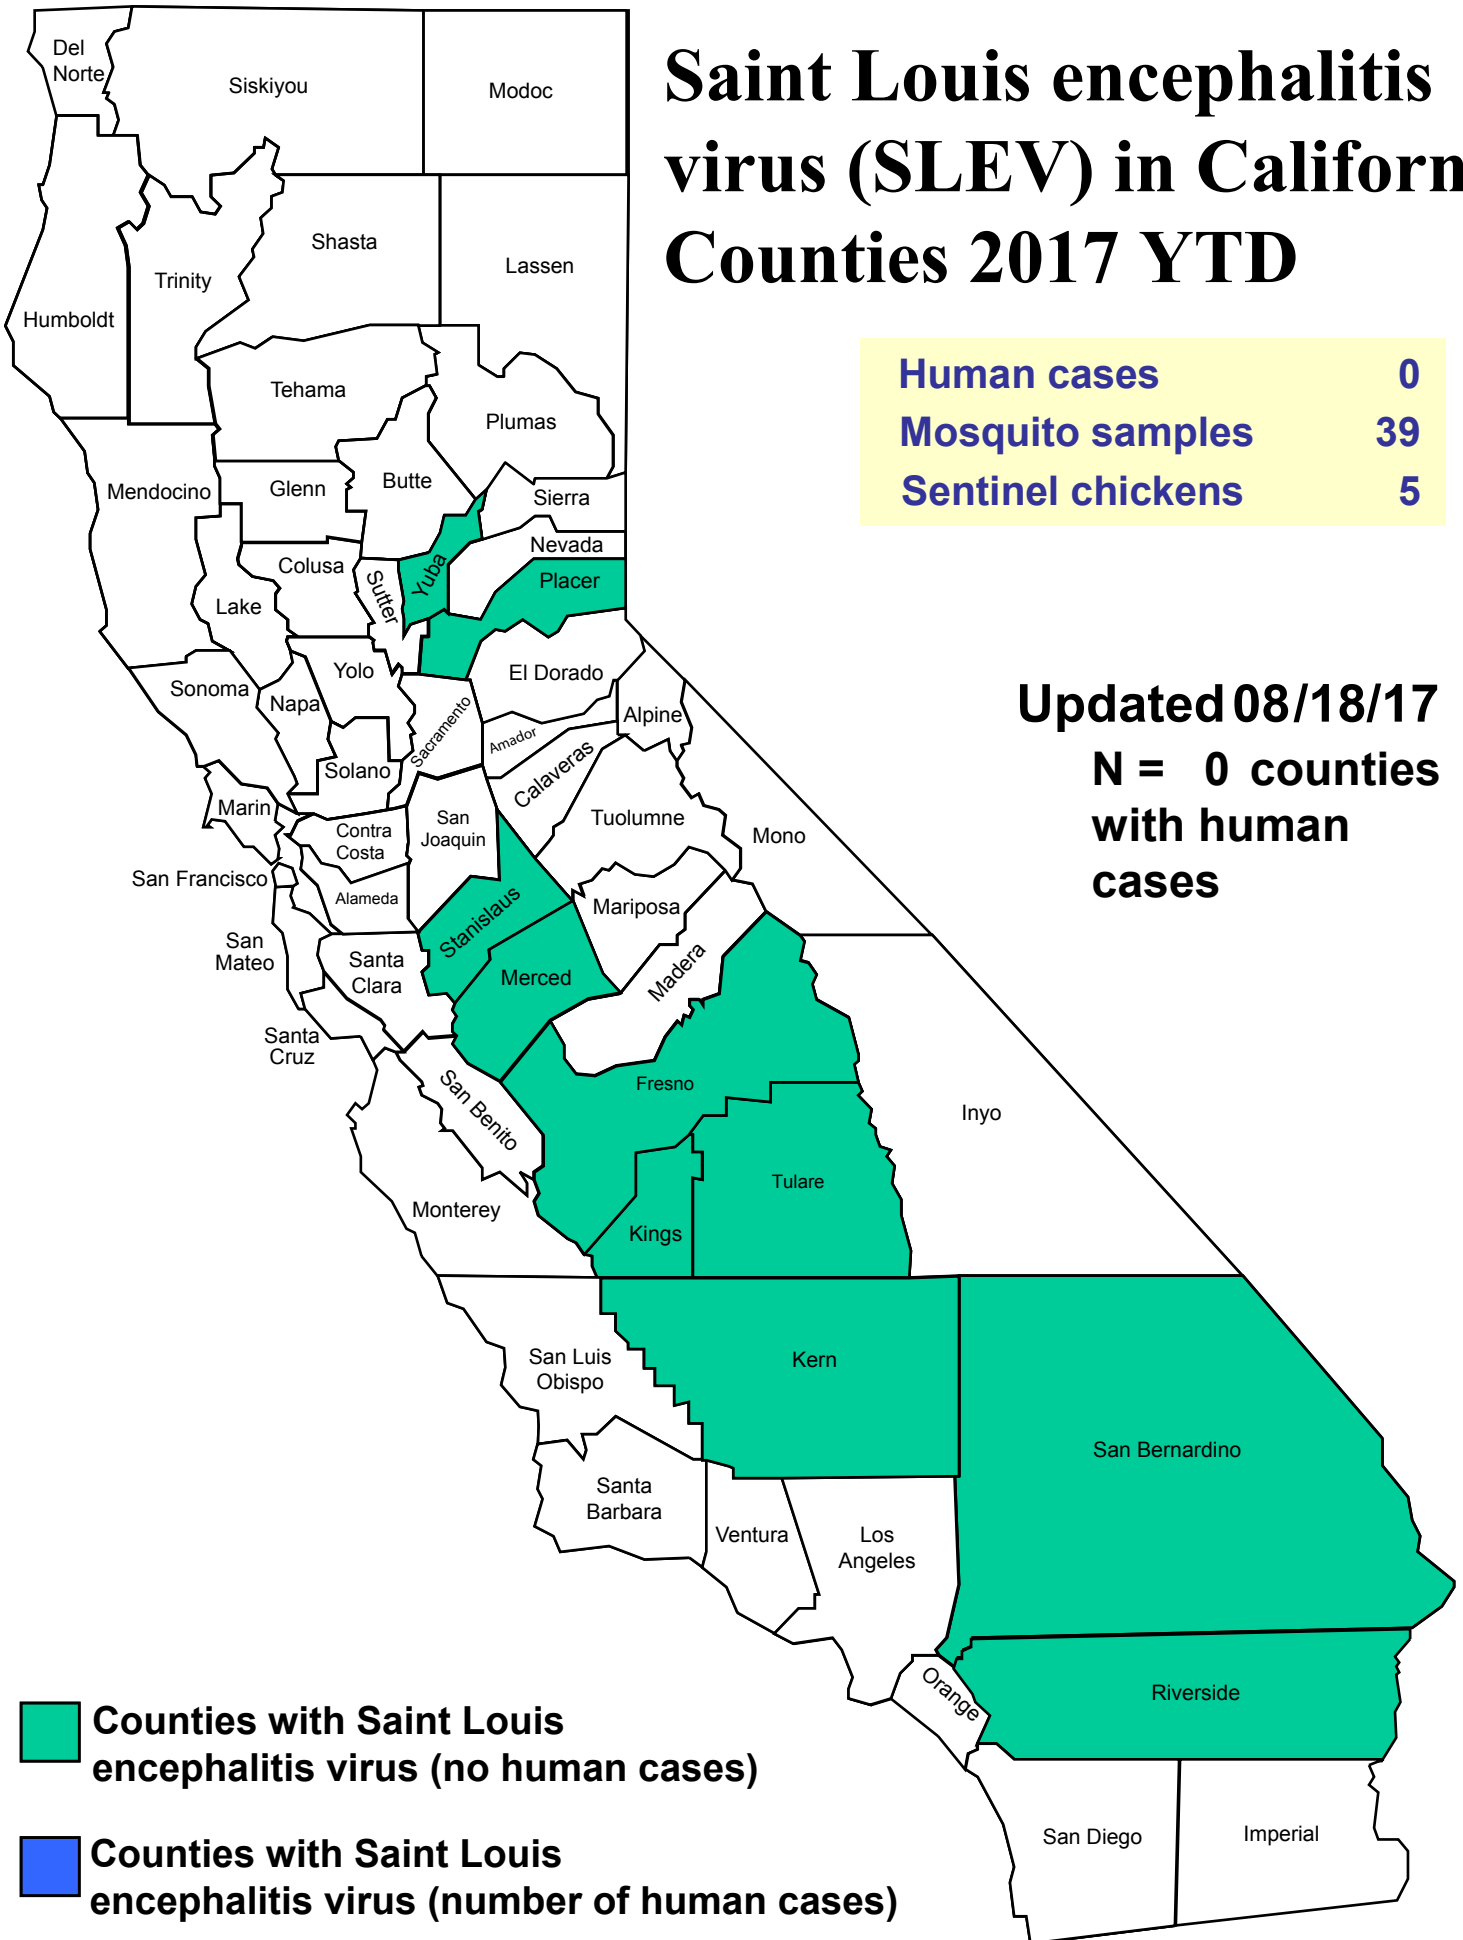 Saint Louis encephalitis
virus (SLEV) in Californ
Counties 2017 YTD
Human cases 0
Mosquito samples 39
Sentinel chickens 5
Updated 08/18/17
N = 0 counties
with human
cases
Del
Norte
Siskiyou
Modoc
Shasta
Lassen
Trinity
Humboldt
Tehama
Plumas
Mendocino
Glenn
Butte
Sierra
Nevada
Colusa
Sutter
Yuba
Placer
Lake
Yolo
El Dorado
Sonoma
Napa
Sacramento
Alpine
Amador
Solano
Calaveras
Marin
San
Joaquin
Tuolumne
Contra
Costa
Mono
San Francisco
Alameda
Stanislaus
Mariposa
San
Mateo
Santa
Clara
Merced
Madera
Santa
Cruz
Fresno
San Benito
Inyo
Tulare
Monterey
Kings
San Luis
Obispo
Kern
San Bernardino
Santa
Barbara
Ventura
Los
Angeles
Orange
Riverside
San Diego
Imperial
Counties with Saint Louis
encephalitis virus (no human cases)
Counties with Saint Louis
encephalitis virus (number of human cases)